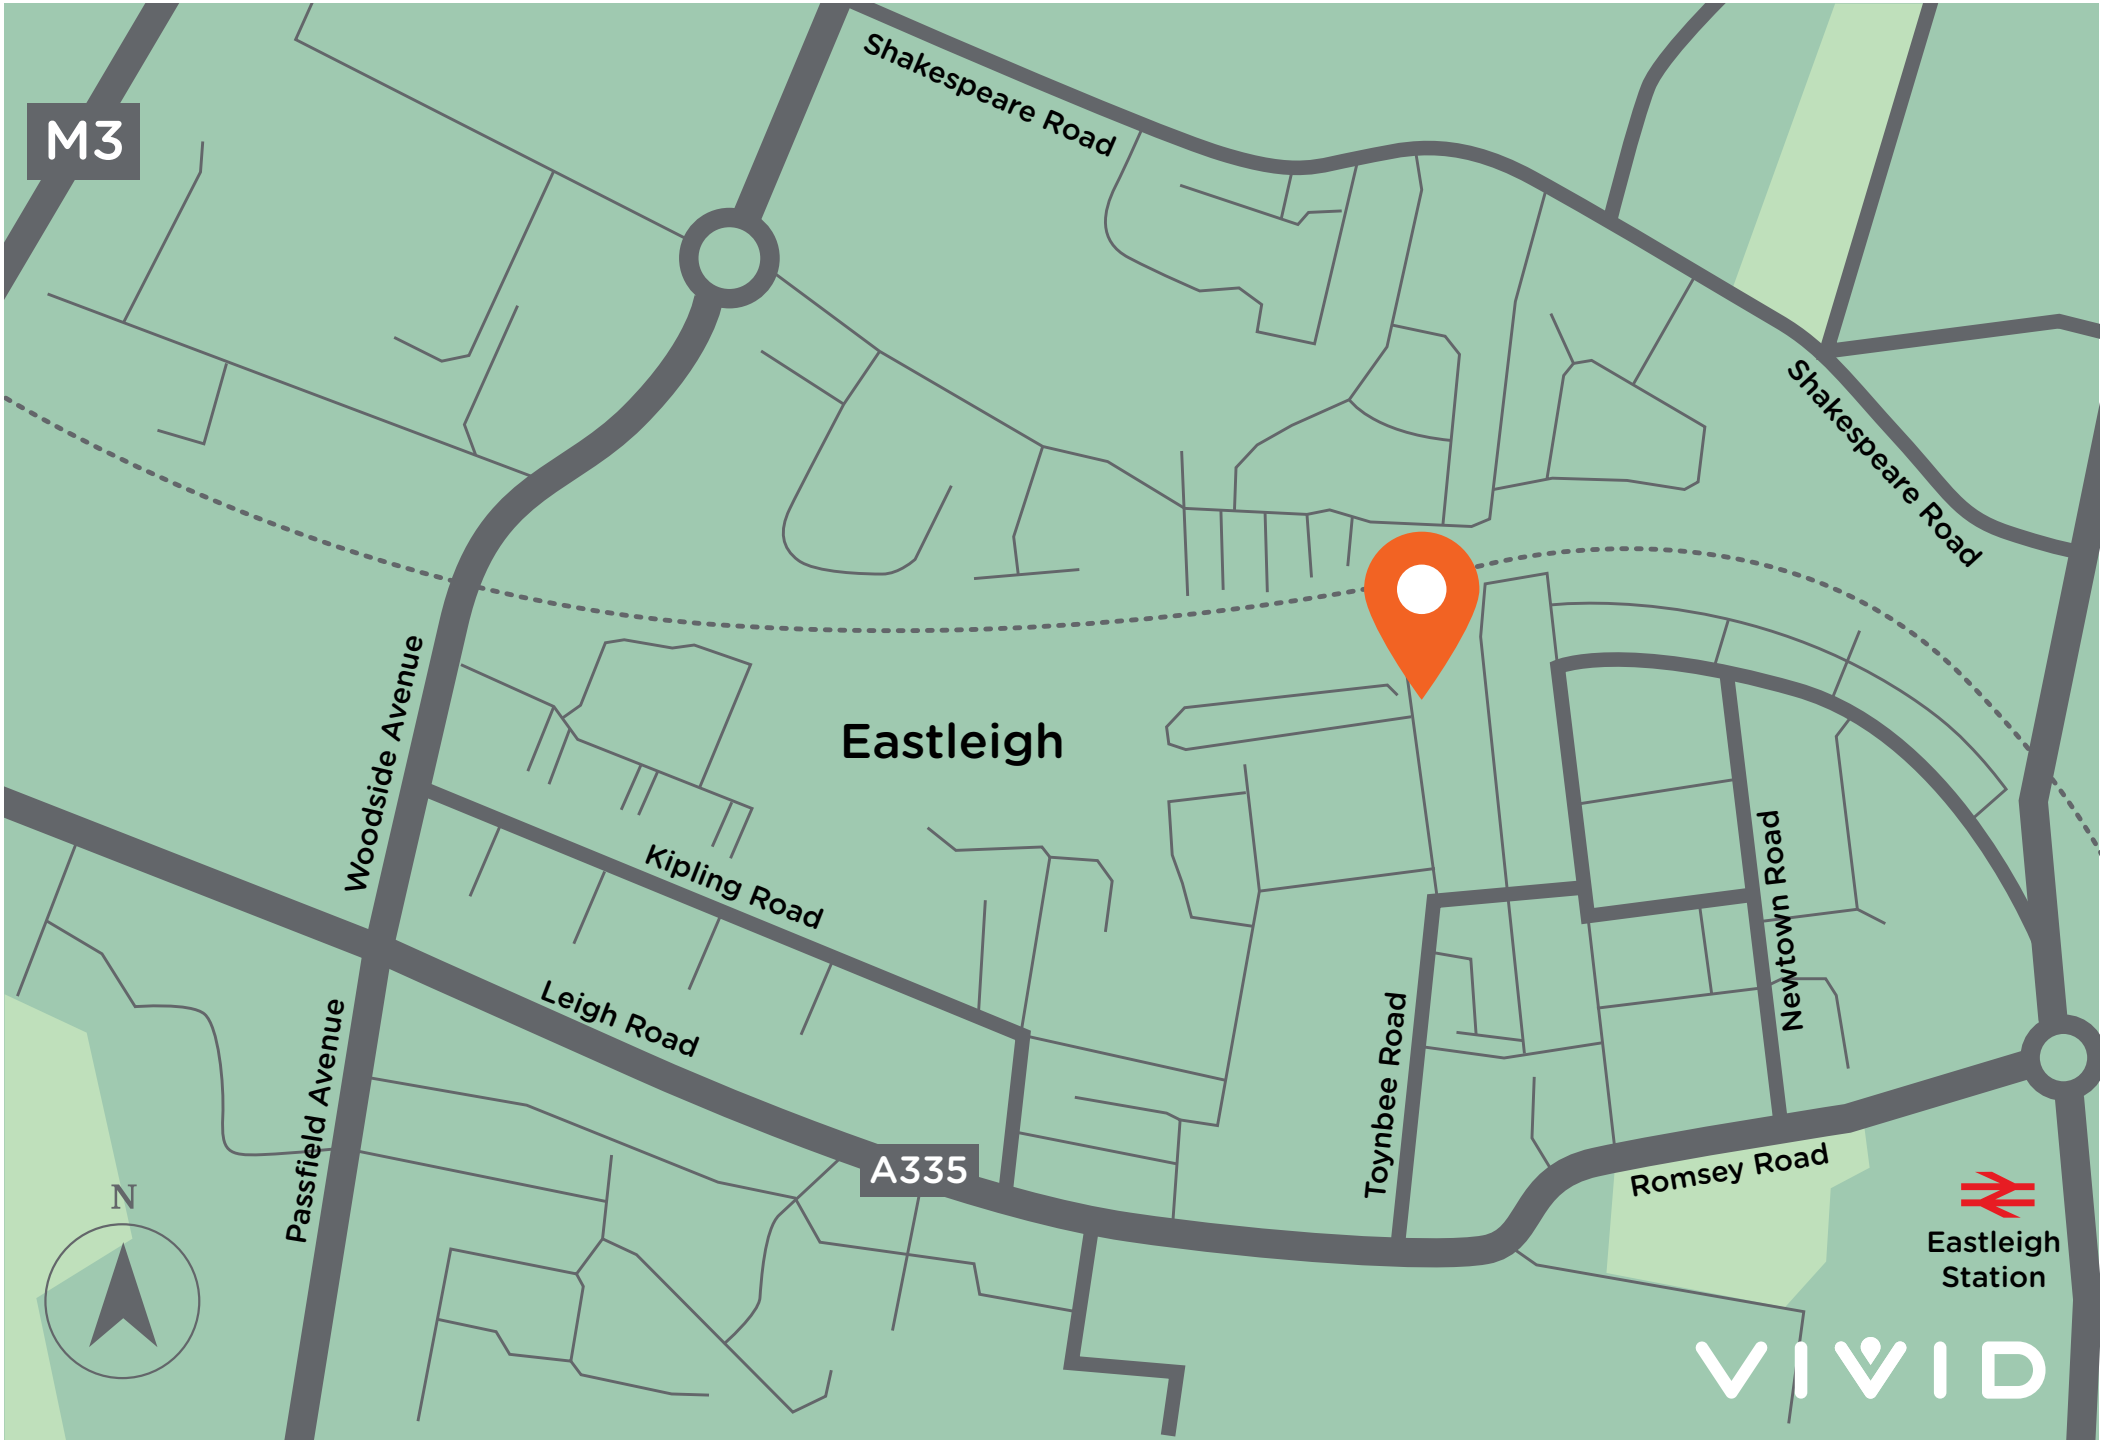 Shakespeare Road
M3
Shakespeare Road
Woodside Avenue
Eastleigh
Kipling Road
Newtown Road
Leigh Road
Toynbee Road
Passfield Avenue
A335
Romsey Road
N
Eastleigh
Station
VIVID